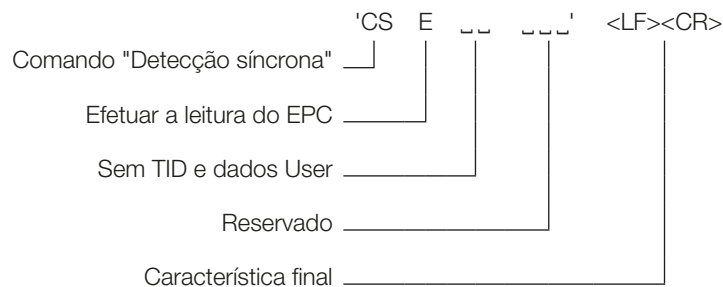 'CS E ␣␣ ␣␣␣' <LF><CR>
Comando "Detecção síncrona"
Efetuar a leitura do EPC
Sem TID e dados User
Reservado
Característica final